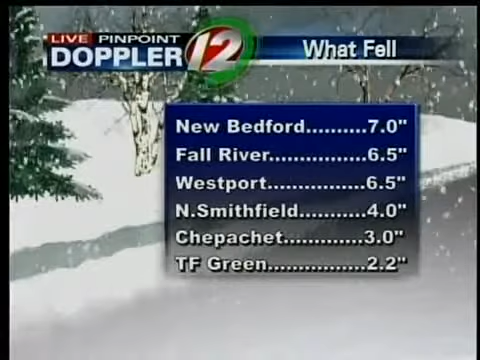 LIVE PINPOINT
DOPPLER 12
What Fell
New Bedford..........7.0"
Fall River................6.5"
Westport................6.5"
N.Smithfield...........4.0"
Chepachet.............3.0"
TF Green.................2.2"